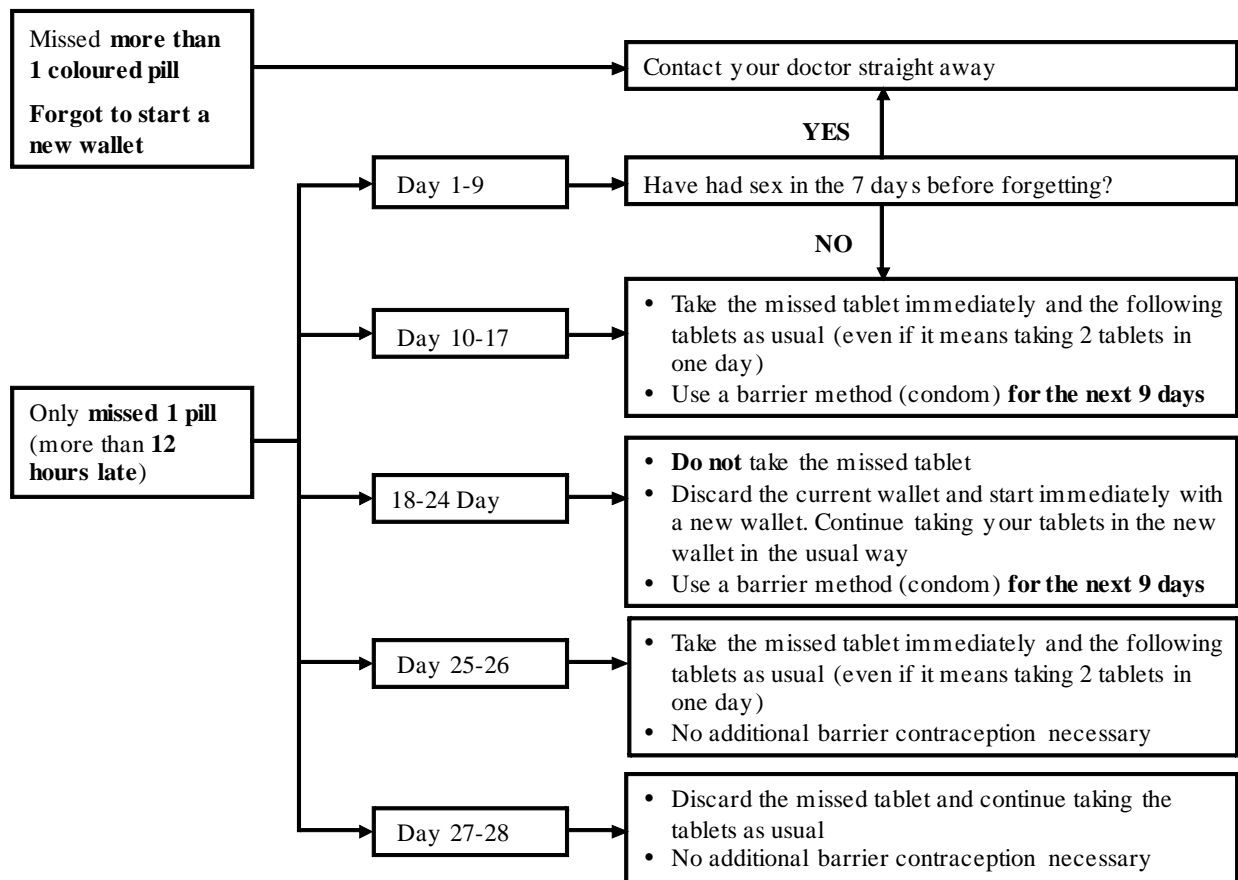 Missed more than
1 coloured pill
Forgot to start a
new wallet
Contact your doctor straight away
YES
Day 1-9
Have had sex in the 7 days before forgetting?
NO
Day 10-17
• Take the missed tablet immediately and the following
tablets as usual (even if it means taking 2 tablets in
one day)
• Use a barrier method (condom) for the next 9 days
Only missed 1 pill
(more than 12
hours late)
18-24 Day
• Do not take the missed tablet
• Discard the current wallet and start immediately with
a new wallet. Continue taking your tablets in the new
wallet in the usual way
• Use a barrier method (condom) for the next 9 days
Day 25-26
• Take the missed tablet immediately and the following
tablets as usual (even if it means taking 2 tablets in
one day)
• No additional barrier contraception necessary
Day 27-28
• Discard the missed tablet and continue taking the
tablets as usual
• No additional barrier contraception necessary